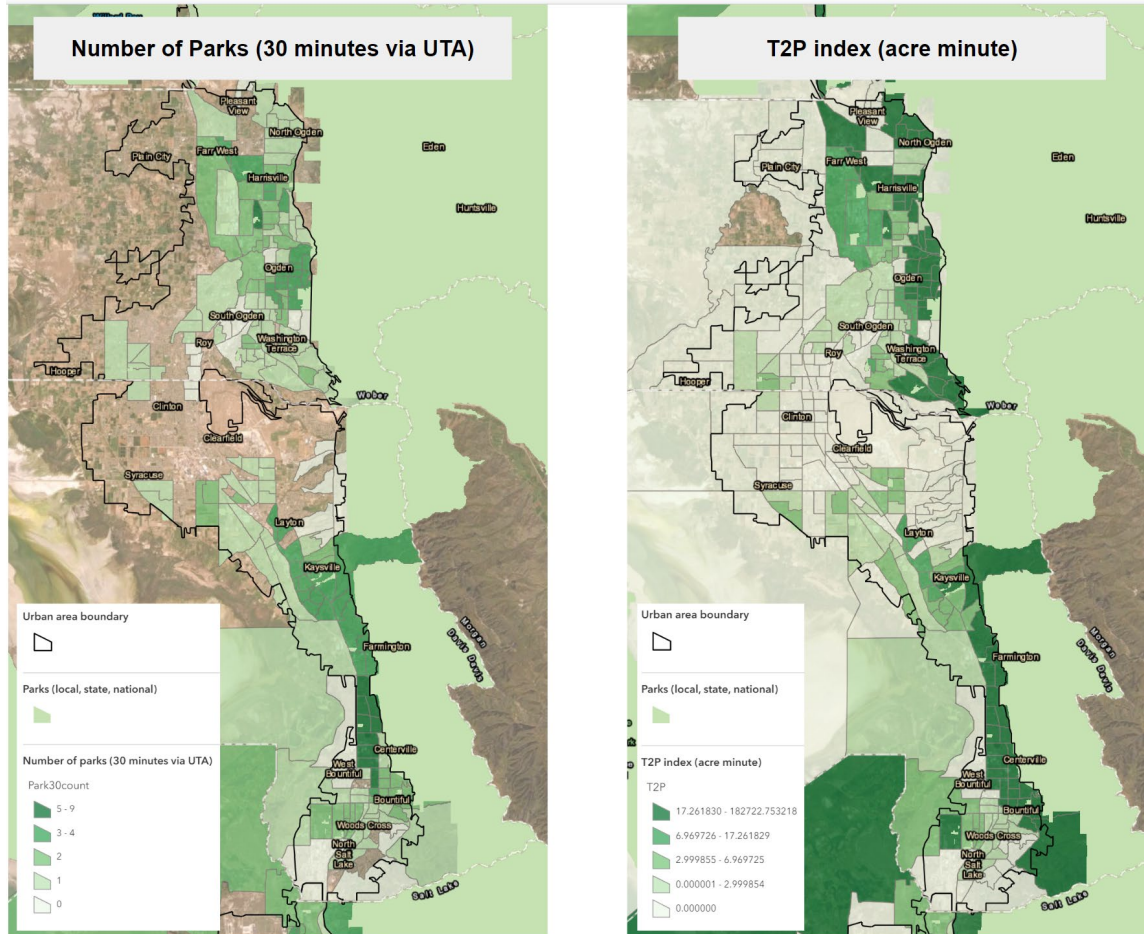 Number of Parks (30 minutes via UTA)
Pleasant
View
North Ogden
Plain City
Farr West
Eden
Harrisville
Huntsville
Ogden
South Ogden
Roy
Washington
Terrace
Hooper
Weber
Clinton
Clearfield
Syracuse
Layton
Kaysville
Morgan
Davis Davis
Farmington
Centerville
West
Bountiful
Bountiful
Woods Cross
North
Salt
Lake
Salt Lake
Urban area boundary
Parks (local, state, national)
Number of parks (30 minutes via UTA)
Park30count
5 - 9
3 - 4
2
1
0
T2P index (acre minute)
Pleasant
View
North Ogden
Plain City
Farr West
Eden
Harrisville
Huntsville
Ogden
South Ogden
Roy
Washington
Terrace
Hooper
Weber
Clinton
Clearfield
Syracuse
Layton
Kaysville
Morgan
Davis Davis
Farmington
Centerville
West
Bountiful
Bountiful
Woods Cross
North
Salt
Lake
Salt Lake
Urban area boundary
Parks (local, state, national)
T2P index (acre minute)
T2P
17.261830 - 182722.753218
6.969726 - 17.261829
2.999855 - 6.969725
0.000001 - 2.999854
0.000000